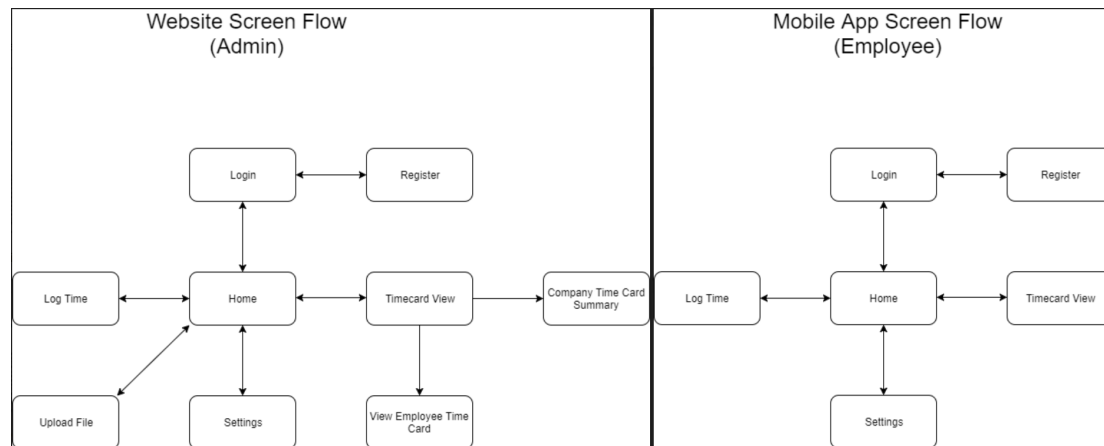 Website Screen Flow
(Admin)
Login
Register
Log Time
Home
Timecard View
Company Time Card
Summary
Upload File
Settings
View Employee Time
Card
Mobile App Screen Flow
(Employee)
Login
Register
Log Time
Home
Timecard View
Settings